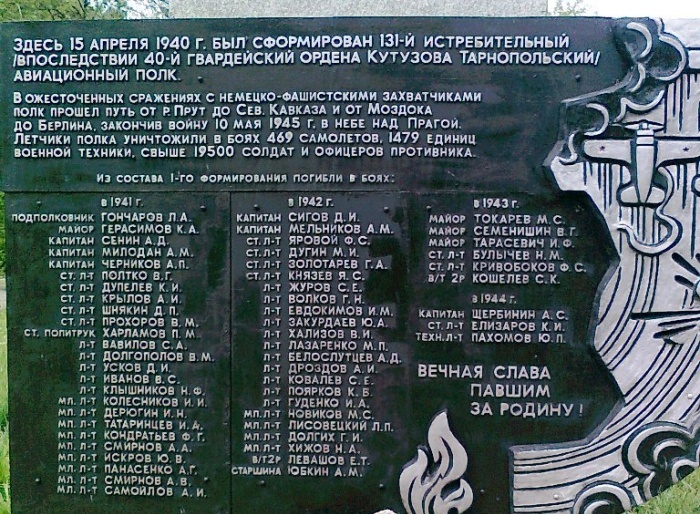 Здесь 15 апреля 1940 г. был сформирован 131-й истребительный
/впоследствии 40-й гвардейский ордена Кутузова Тарнопольский/
авиационный полк.
В ожесточенных сражениях с немецко-фашистскими захватчиками
полк прошел путь от р. Прут до Сев. Кавказа и от Моздока
до Берлина, закончив войну 10 мая 1945 г. в небе над Прагой.
Летчики полка уничтожили в боях 469 самолетов, 1479 единиц
военной техники, свыше 19500 солдат и офицеров противника.
Из состава 1-го формирования погибли в боях:
в 1941 г.
подполковник Гончаров Л.А.
майор Герасимов К.А.
капитан Сенин А.Д.
капитан Милодан А.М.
капитан Черников А.П.
ст. л-т Полтко В.Г.
ст. л-т Дупелев К.И.
ст. л-т Крылов А.И.
ст. л-т Шнякин Д.П.
ст. л-т Прохоров В.М.
ст. политрук Харламов П.М.
л-т Вавилов С.А.
л-т Долгополов В.М.
л-т Усков Д.И.
л-т Иванов В.С.
л-т Клышников Н.Ф.
мл. л-т Колесников И.И.
мл. л-т Дерюгин И.Н.
мл. л-т Татаринцев И.А.
мл. л-т Кондратьев Ф.Г.
мл. л-т Смирнов А.А.
мл. л-т Искров Ю.В.
мл. л-т Панасенко А.Г.
мл. л-т Смирнов А.В.
мл. л-т Самойлов А.И.
в 1942 г.
капитан Сигов Д.И.
капитан Мельников А.М.
ст. л-т Яровой Ф.С.
ст. л-т Дугин М.И.
ст. л-т Золотарев Г.А.
ст. л-т Князев Я.С.
л-т Журов С.Е.
л-т Волков Г.Н.
л-т Евдокимов И.М.
л-т Закурдаев Ю.А.
л-т Хализов В.И.
л-т Лазаренко М.П.
л-т Белослутцев А.Д.
л-т Дроздов А.И.
л-т Ковалев С.Е.
л-т Поярков К.Б.
л-т Гуденко И.А.
мл. л-т Новиков М.С.
мл. л-т Лисовецкий Л.П.
мл. л-т Долгих Г.И.
мл. л-т Хижов Н.А.
в/т 2р Левашов Е.Т.
старшина Юбкин А.М.
в 1943 г.
майор Токарев М.С.
майор Семенишин В.Г.
майор Тарасевич И.Ф.
ст. л-т Булычев Н.М.
ст. л-т Кривобоков Ф.С.
в/т 2р Кошелев С.К.
в 1944 г.
капитан Щербинин А.С.
ст. л-т Елизаров К.И.
техн. л-т Пахомов Ю.П.
Вечная слава
павшим
за Родину!